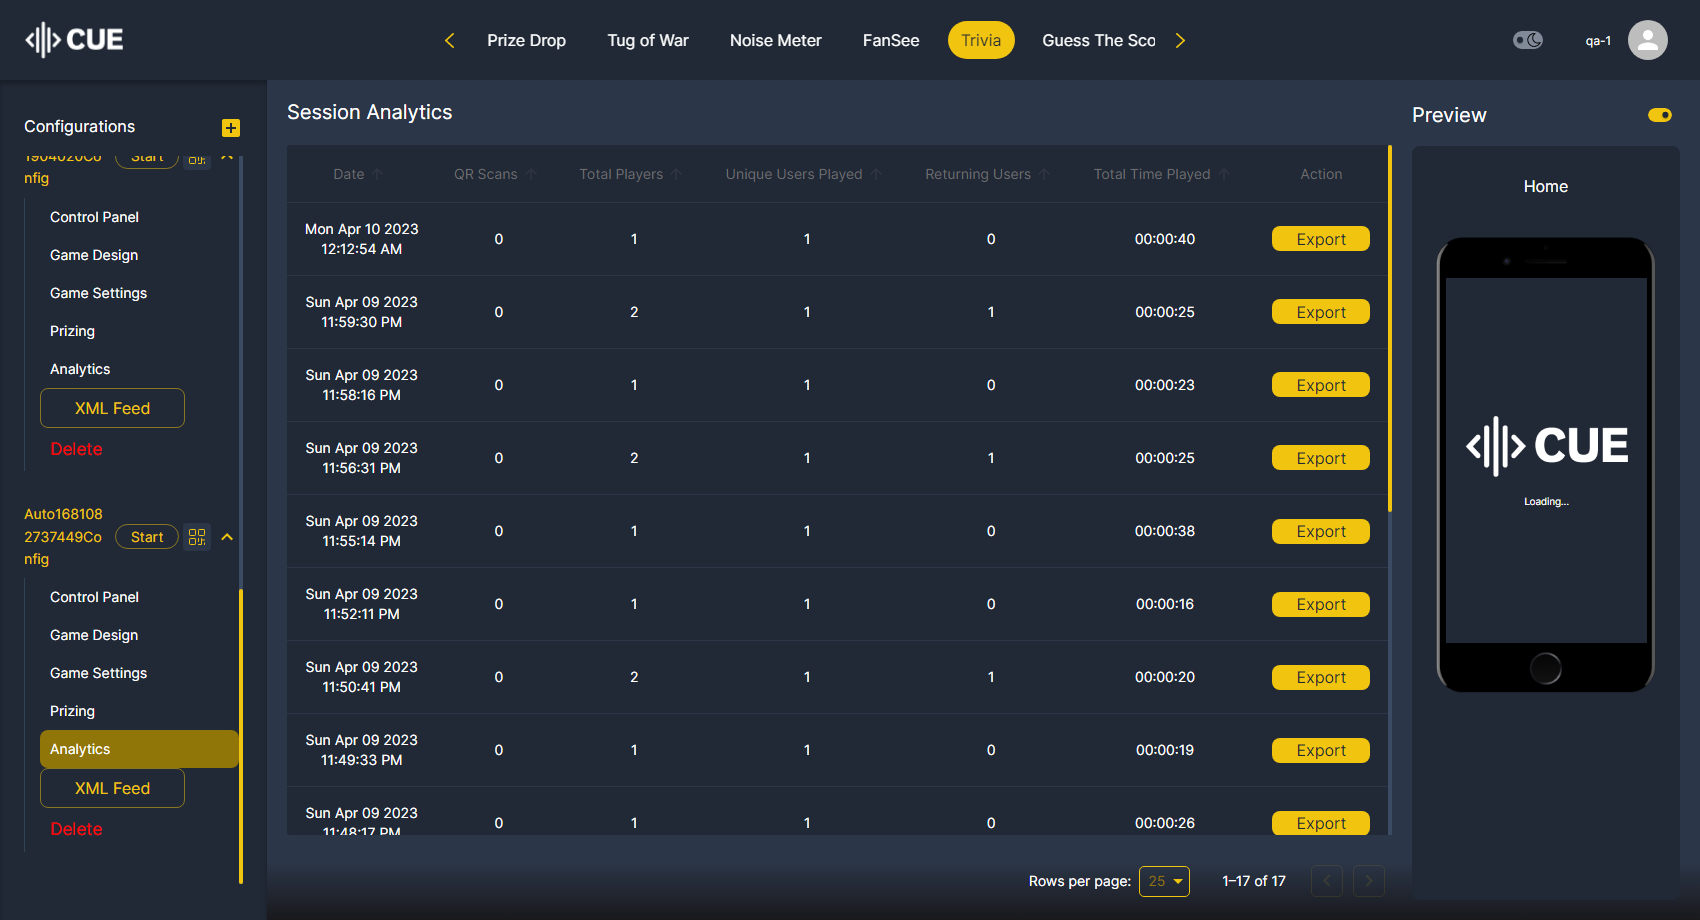 CUE
Prize Drop
Tug of War
Noise Meter
FanSee
Trivia
Guess The Sco
qa-1
Configurations
1904020Co
nfig
Start
Control Panel
Game Design
Game Settings
Prizing
Analytics
XML Feed
Delete
Auto168108
2737449Co
nfig
Start
Control Panel
Game Design
Game Settings
Prizing
Analytics
XML Feed
Delete
Session Analytics
Date QR Scans Total Players Unique Users Played Returning Users Total Time Played Action
Mon Apr 10 2023
12:12:54 AM
0 1 1 0 00:00:40 Export
Sun Apr 09 2023
11:59:30 PM
0 2 1 1 00:00:25 Export
Sun Apr 09 2023
11:58:16 PM
0 1 1 0 00:00:23 Export
Sun Apr 09 2023
11:56:31 PM
0 2 1 1 00:00:25 Export
Sun Apr 09 2023
11:55:14 PM
0 1 1 0 00:00:38 Export
Sun Apr 09 2023
11:52:11 PM
0 1 1 0 00:00:16 Export
Sun Apr 09 2023
11:50:41 PM
0 2 1 1 00:00:20 Export
Sun Apr 09 2023
11:49:33 PM
0 1 1 0 00:00:19 Export
Sun Apr 09 2023
11:48:17 PM
0 1 1 0 00:00:26 Export
Rows per page: 25 1–17 of 17
Preview
Home
CUE
Loading...